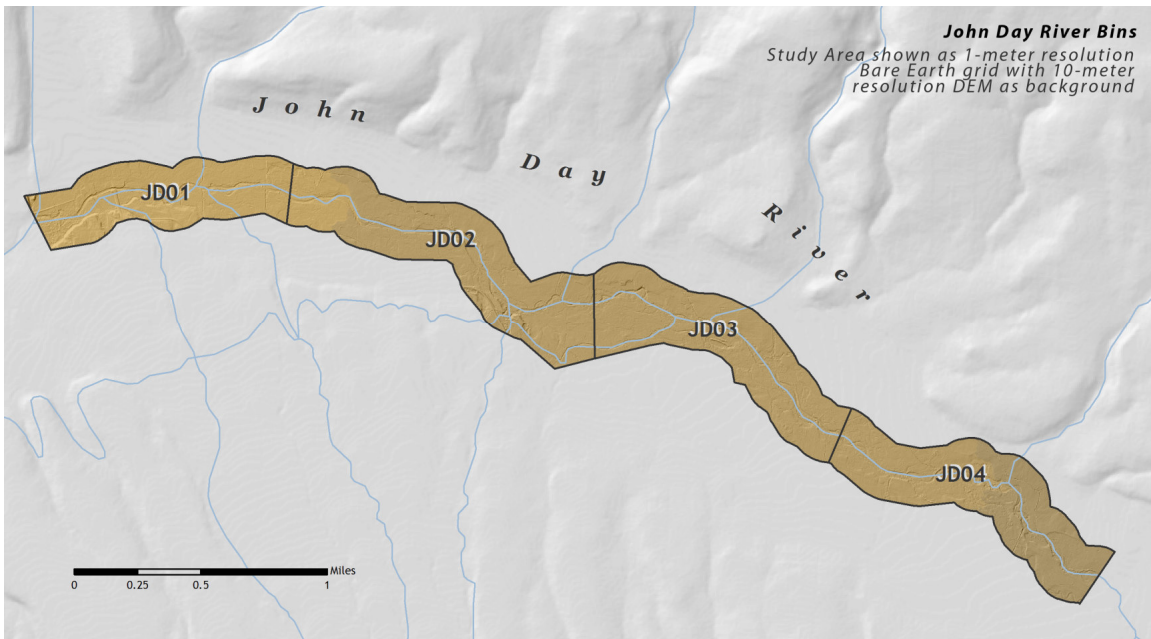 John Day River Bins
Study Area shown as 1-meter resolution
Bare Earth grid with 10-meter
resolution DEM as background
John
Day
River
JD01
JD02
JD03
JD04
Miles
0 0.25 0.5 1